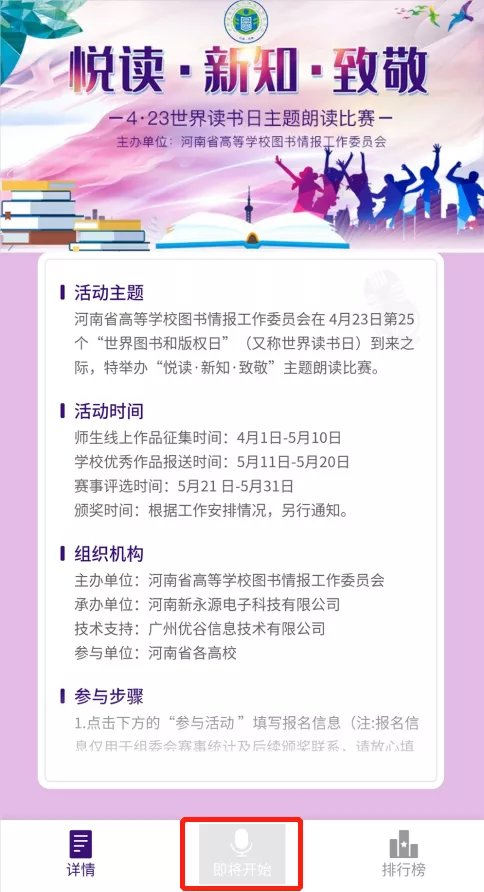 悦读·新知·致敬
4·23世界读书日主题朗读比赛
主办单位：河南省高等学校图书情报工作委员会
活动主题
河南省高等学校图书情报工作委员会在 4月23日第25
个“世界图书和版权日”（又称世界读书日）到来之
际，特举办“悦读·新知·致敬”主题朗读比赛。
活动时间
师生线上作品征集时间：4月1日-5月10日
学校优秀作品报送时间：5月11日-5月20日
赛事评选时间：5月21 日-5月31日
颁奖时间：根据工作安排情况，另行通知。
组织机构
主办单位：河南省高等学校图书情报工作委员会
承办单位：河南新永源电子科技有限公司
技术支持：广州优谷信息技术有限公司
参与单位：河南省各高校
参与步骤
1.点击下方的“参与活动 ”填写报名信息（注:报名信
息仅用于组委会赛事统计及后续颁奖联系，请放心填
详情
即将开始
排行榜